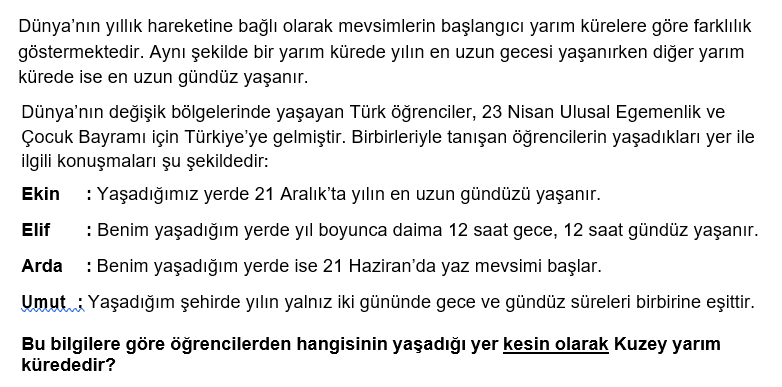 Dünya’nın yıllık hareketine bağlı olarak mevsimlerin başlangıcı yarım kürelere göre farklılık
göstermektedir. Aynı şekilde bir yarım kürede yılın en uzun gecesi yaşanırken diğer yarım
kürede ise en uzun gündüz yaşanır.
Dünya’nın değişik bölgelerinde yaşayan Türk öğrenciler, 23 Nisan Ulusal Egemenlik ve
Çocuk Bayramı için Türkiye’ye gelmiştir. Birbirleriyle tanışan öğrencilerin yaşadıkları yer ile
ilgili konuşmaları şu şekildedir:
Ekin : Yaşadığımız yerde 21 Aralık’ta yılın en uzun gündüzü yaşanır.
Elif : Benim yaşadığım yerde yıl boyunca daima 12 saat gece, 12 saat gündüz yaşanır.
Arda : Benim yaşadığım yerde ise 21 Haziran’da yaz mevsimi başlar.
Umut : Yaşadığım şehirde yılın yalnız iki gününde gece ve gündüz süreleri birbirine eşittir.
Bu bilgilere göre öğrencilerden hangisinin yaşadığı yer kesin olarak Kuzey yarım
kürededir?